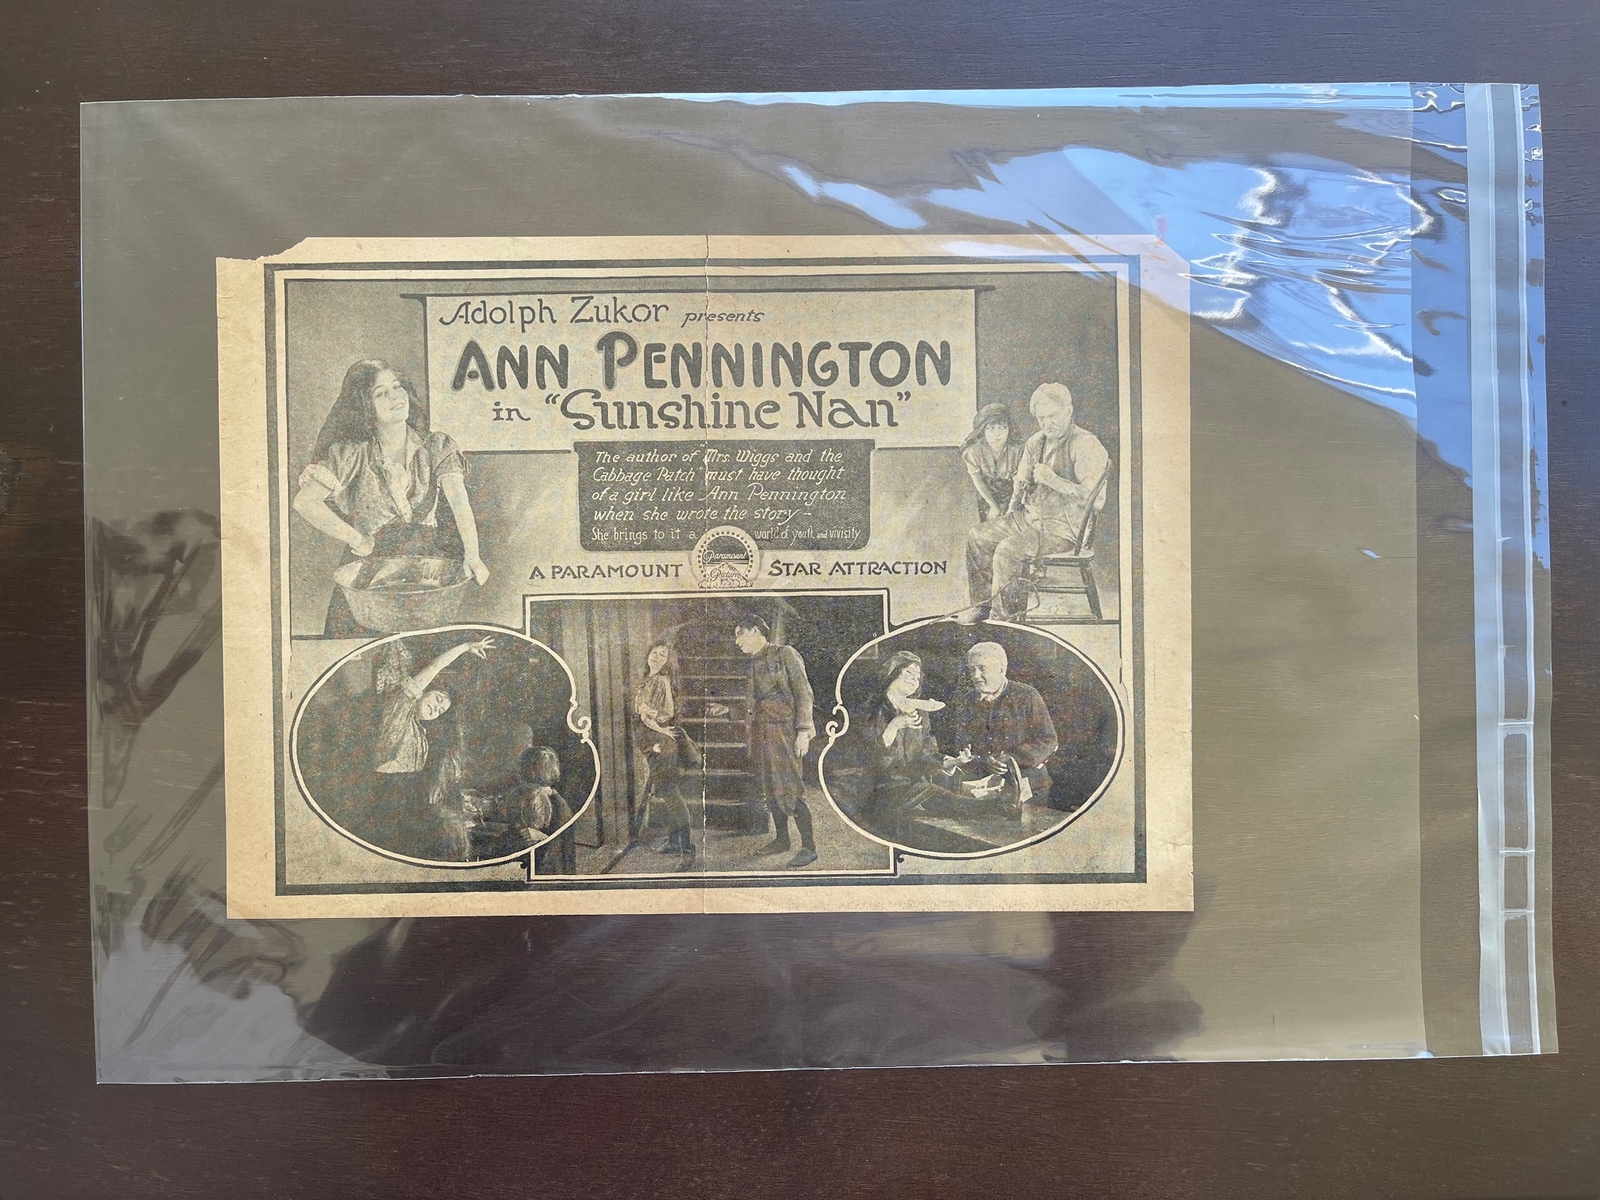 Adolph Zukor presents
ANN PENNINGTON
in "Sunshine Nan"
The author of "Mrs. Wiggs and the
Cabbage Patch" must have thought
of a girl like Ann Pennington
when she wrote the story –
She brings to it a world of youth and vivisity
A PARAMOUNT STAR ATTRACTION
Paramount
Pictures